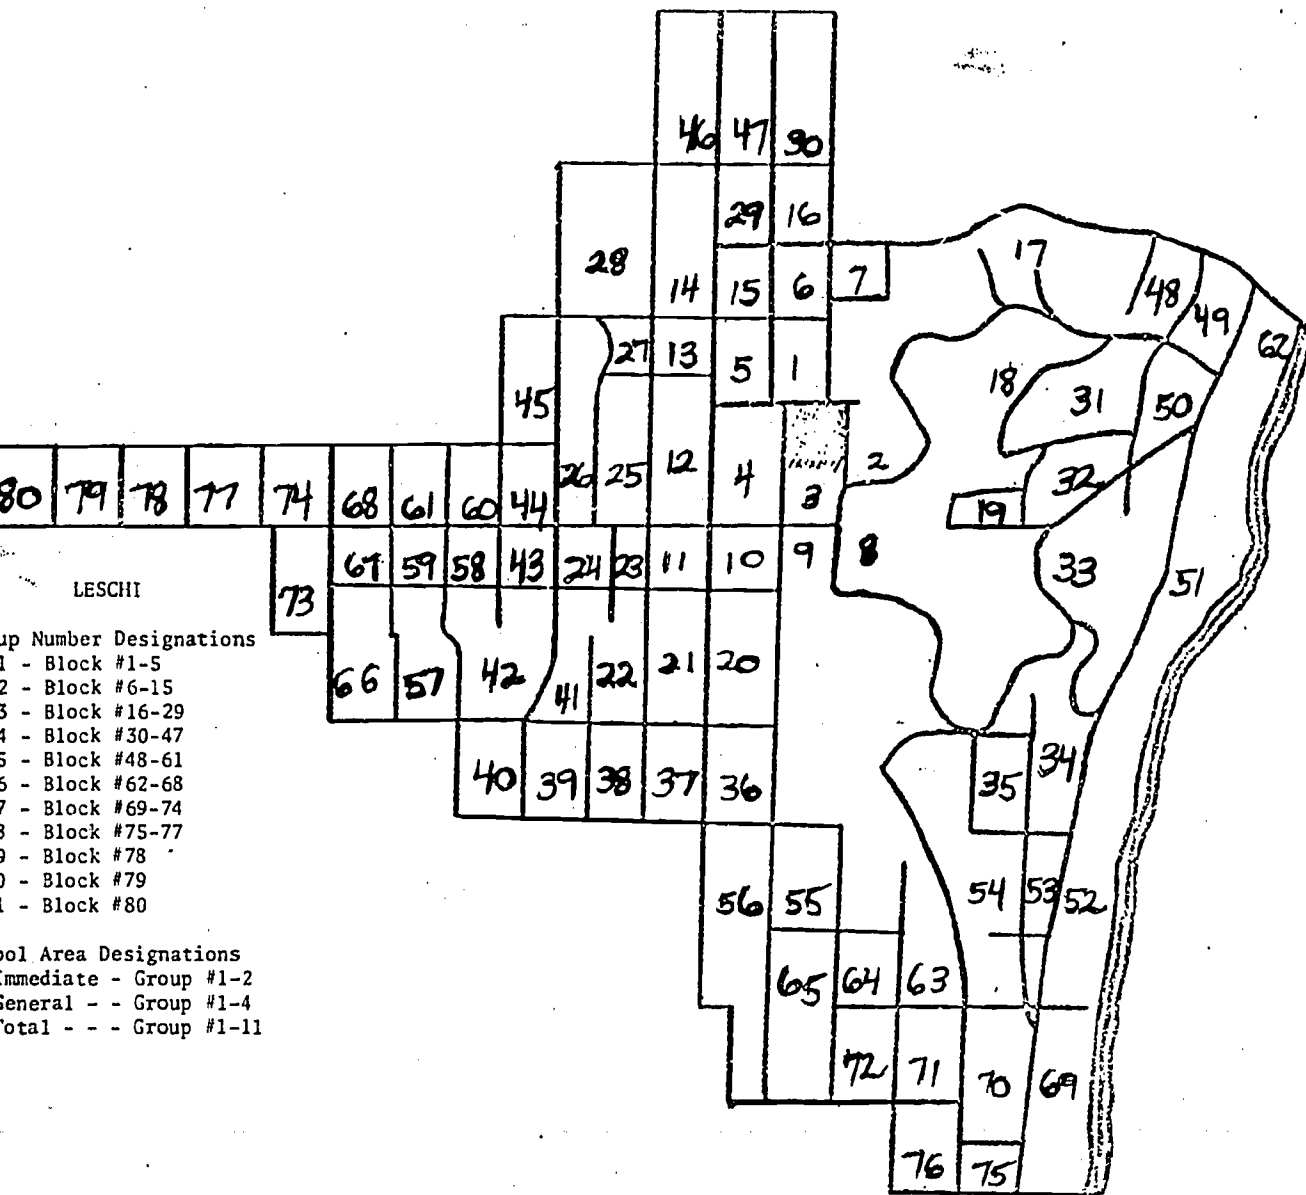 46 47 30
29 16
28 14 15 6 7 17 48 49 62
27 13 5 1 18 31 50
45
80 79 78 77 74 68 61 60 44 26 25 12 4 3 2 19 32
67 59 58 43 24 23 11 10 9 8 33 51
LESCHI
73
up Number Designations
1 - Block #1-5
2 - Block #6-15
3 - Block #16-29
4 - Block #30-47
5 - Block #48-61
6 - Block #62-68
7 - Block #69-74
8 - Block #75-77
9 - Block #78
0 - Block #79
1 - Block #80
66 57 42 41 22 21 20
40 39 38 37 36 35 34
56 55 54 53 52
ool Area Designations
Immediate - Group #1-2
General - - Group #1-4
Total - - - Group #1-11
65 64 63
72 71 70 69
76 75